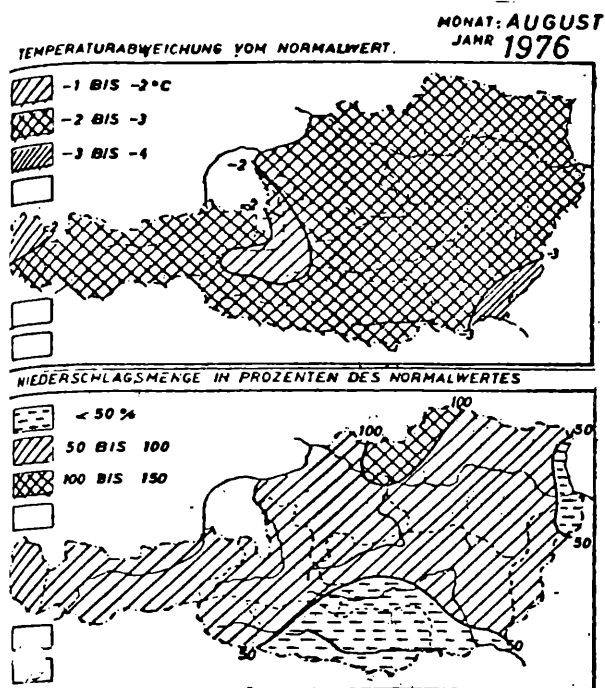 MONAT: AUGUST
JAHR 1976
TEMPERATURABWEICHUNG VOM NORMALWERT.
-1 BIS -2°C
-2 BIS -3
-3 BIS -4
-2
-2
-3
-3
NIEDERSCHLAGSMENGE IN PROZENTEN DES NORMALWERTES
< 50 %
50 BIS 100
100 BIS 150
100
100
50
50
50
50